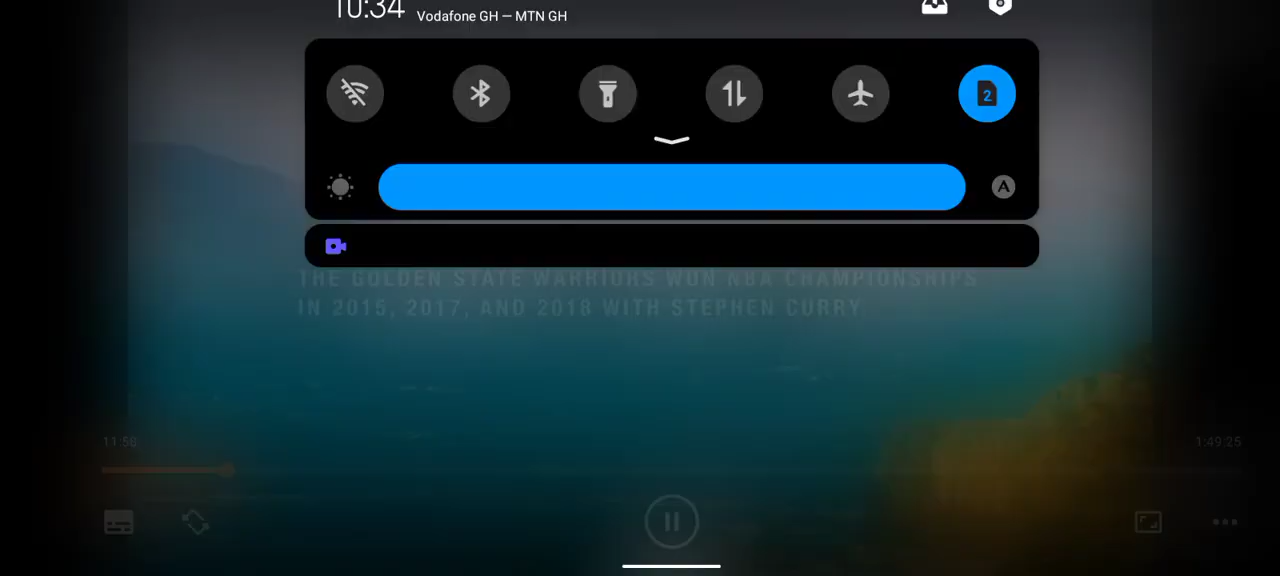 10:34 Vodafone GH — MTN GH
2
A
THE GOLDEN STATE WARRIORS WON NBA CHAMPIONSHIPS
IN 2015, 2017, AND 2018 WITH STEPHEN CURRY
11:58
1:49:25